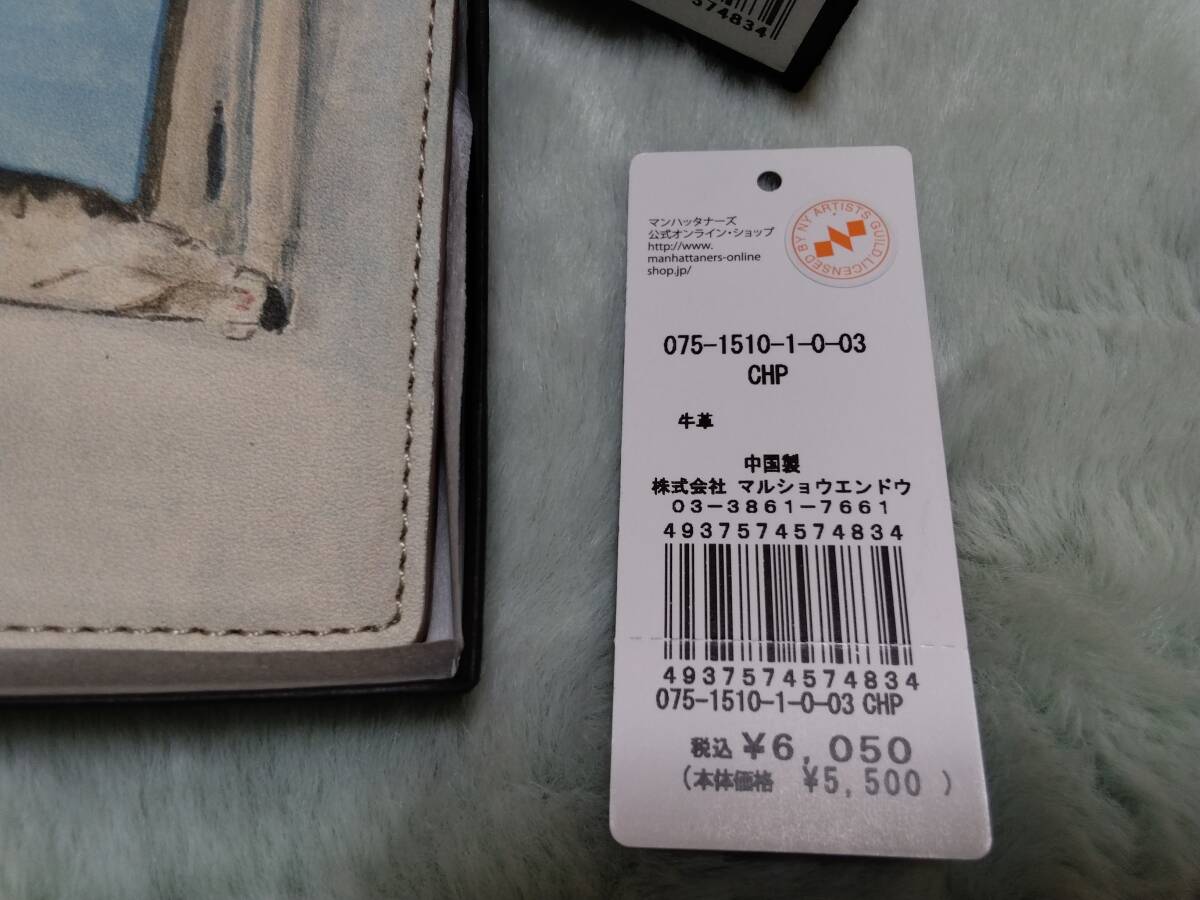 574834
マンハッタナーズ
公式オンライン・ショップ
http://www.
manhattaners-online
shop.jp/
LICENSED BY NY ARTISTS GUILD.
075-1510-1-0-03
CHP
牛革
中国製
株式会社 マルショウエンドウ
03-3861-7661
4937574574834
4937574574834
075-1510-1-0-03 CHP
税込 ¥6,050
(本体価格 ¥5,500 )